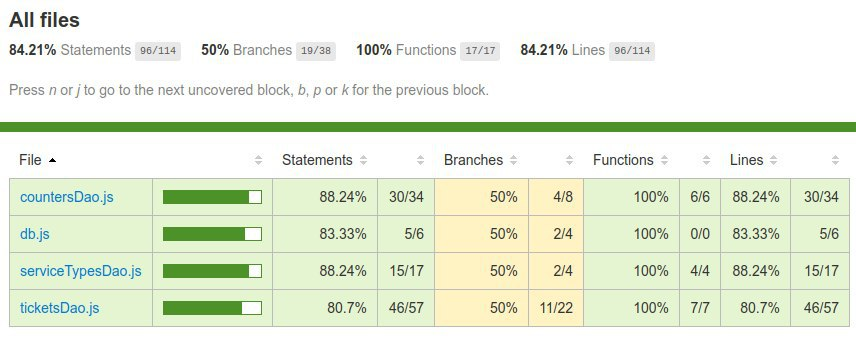 All files
84.21% Statements 96/114 50% Branches 19/38 100% Functions 17/17 84.21% Lines 96/114
Press n or j to go to the next uncovered block, b, p or k for the previous block.
File Statements Branches Functions Lines
countersDao.js 88.24% 30/34 50% 4/8 100% 6/6 88.24% 30/34
db.js 83.33% 5/6 50% 2/4 100% 0/0 83.33% 5/6
serviceTypesDao.js 88.24% 15/17 50% 2/4 100% 4/4 88.24% 15/17
ticketsDao.js 80.7% 46/57 50% 11/22 100% 7/7 80.7% 46/57